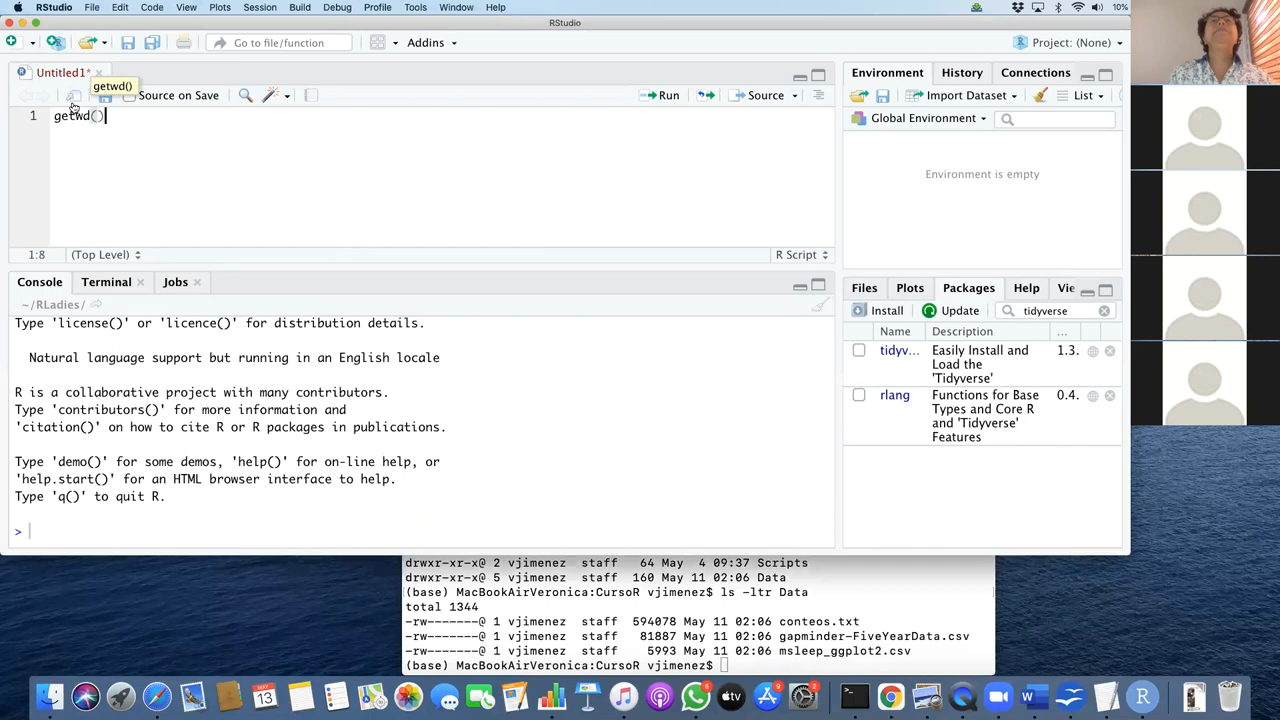 RStudio File Edit Code View Plots Session Build Debug Profile Tools Window Help 10%
RStudio
Go to file/function Addins Project: (None)
Untitled1*
getwd()
Source on Save Run Source
1 getwd()
1:8 (Top Level) R Script
Console Terminal Jobs
~/RLadies/
Type 'license()' or 'licence()' for distribution details.
Natural language support but running in an English locale
R is a collaborative project with many contributors.
Type 'contributors()' for more information and
'citation()' on how to cite R or R packages in publications.
Type 'demo()' for some demos, 'help()' for on-line help, or
'help.start()' for an HTML browser interface to help.
Type 'q()' to quit R.
>
Environment History Connections
Import Dataset List
Global Environment
Environment is empty
Files Plots Packages Help Vie
Install Update tidyverse
Name Description ...
tidyv... Easily Install and 1.3.
Load the
'Tidyverse'
rlang Functions for Base 0.4.
Types and Core R
and 'Tidyverse'
Features
drwxr-xr-x@ 2 vjimenez staff 64 May 4 09:37 Scripts
drwxr-xr-x@ 5 vjimenez staff 160 May 11 02:06 Data
(base) MacBookAirVeronica:CursoR vjimenez$ ls -ltr Data
total 1344
-rw-------@ 1 vjimenez staff 594078 May 11 02:06 conteos.txt
-rw-------@ 1 vjimenez staff 81887 May 11 02:06 gapminder-FiveYearData.csv
-rw-------@ 1 vjimenez staff 5993 May 11 02:06 msleep_ggplot2.csv
(base) MacBookAirVeronica:CursoR vjimenez$
MAY
13
tv
W
R